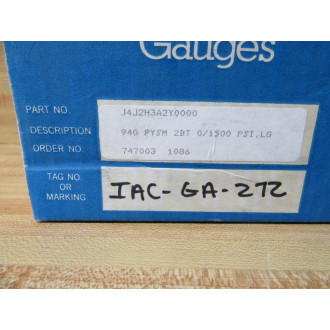 Gauges
PART NO. J4J2H3A2Y0000
DESCRIPTION 940 PYSM 2BT 0/1500 PSI,LG
ORDER NO 747003 1086
TAG NO
OR
MARKING
IAC-GA-272